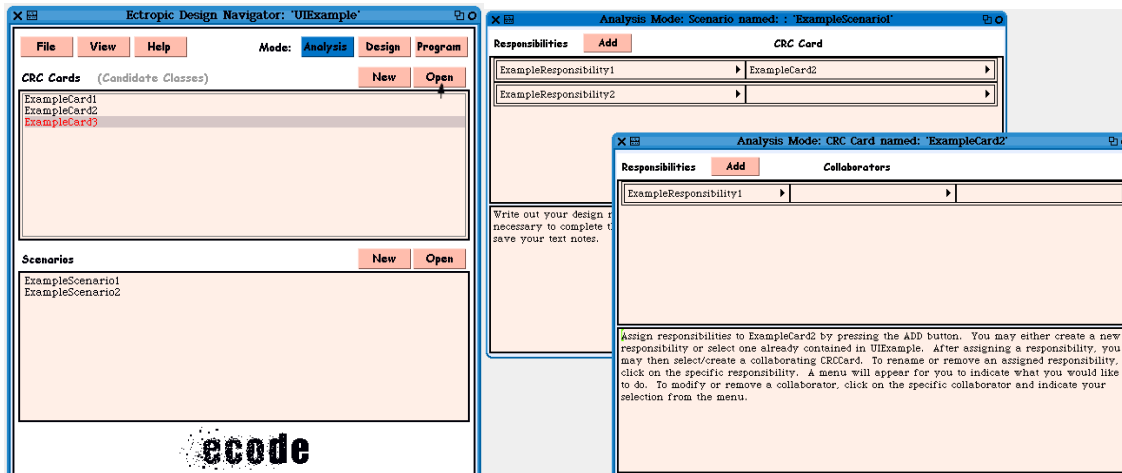 Ectropic Design Navigator: 'UIExample'
File View Help Mode: Analysis Design Program
CRC Cards (Candidate Classes) New Open
ExampleCard1
ExampleCard2
ExampleCard3
Scenarios New Open
ExampleScenario1
ExampleScenario2
ecode
Analysis Mode: Scenario named: : 'ExampleScenario1'
Responsibilities Add CRC Card
ExampleResponsibility1 ExampleCard2
ExampleResponsibility2
Write out your design
necessary to complete
save your text notes.
Analysis Mode: CRC Card named: 'ExampleCard2'
Responsibilities Add Collaborators
ExampleResponsibility1
Assign responsibilities to ExampleCard2 by pressing the ADD button. You may either create a new
responsibility or select one already contained in UIExample. After assigning a responsibility, you
may then select/create a collaborating CRCCard. To rename or remove an assigned responsibility,
click on the specific responsibility. A menu will appear for you to indicate what you would like
to do. To modify or remove a collaborator, click on the specific collaborator and indicate your
selection from the menu.